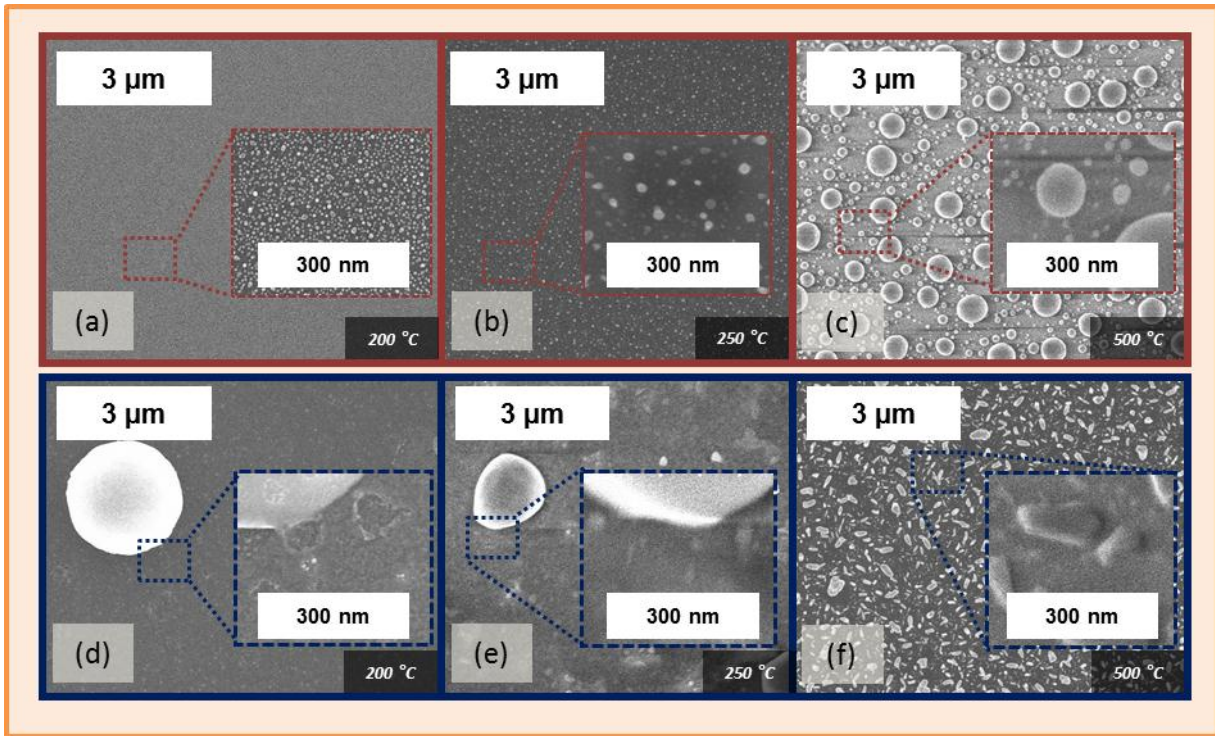 3 µm
300 nm
(a)
200 °C
3 µm
300 nm
(b)
250 °C
3 µm
300 nm
(c)
500 °C
3 µm
300 nm
(d)
200 °C
3 µm
300 nm
(e)
250 °C
3 µm
300 nm
(f)
500 °C